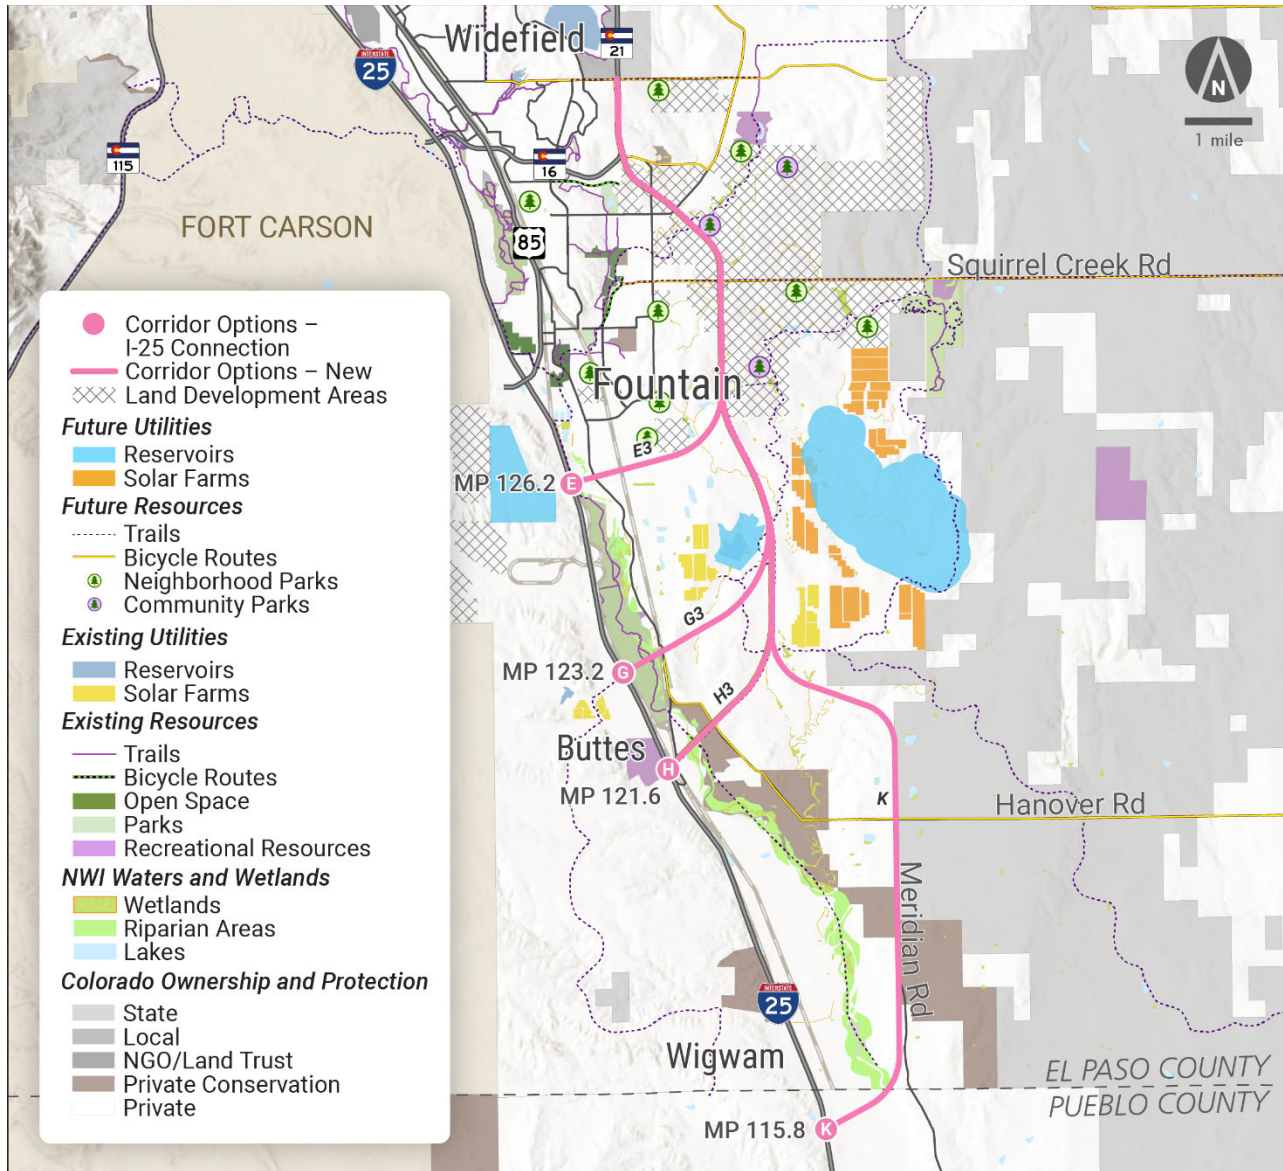 Widefield
21
INTERSTATE
25
N
1 mile
115
16
FORT CARSON
85
Squirrel Creek Rd
Corridor Options –
I-25 Connection
Corridor Options – New
Land Development Areas
Future Utilities
Reservoirs
Solar Farms
Future Resources
Trails
Bicycle Routes
Neighborhood Parks
Community Parks
Existing Utilities
Reservoirs
Solar Farms
Existing Resources
Trails
Bicycle Routes
Open Space
Parks
Recreational Resources
NWI Waters and Wetlands
Wetlands
Riparian Areas
Lakes
Colorado Ownership and Protection
State
Local
NGO/Land Trust
Private Conservation
Private
Fountain
E3
MP 126.2
E
G3
MP 123.2
G
H3
Buttes
H
MP 121.6
K
Hanover Rd
Meridian Rd
INTERSTATE
25
Wigwam
EL PASO COUNTY
PUEBLO COUNTY
MP 115.8
K